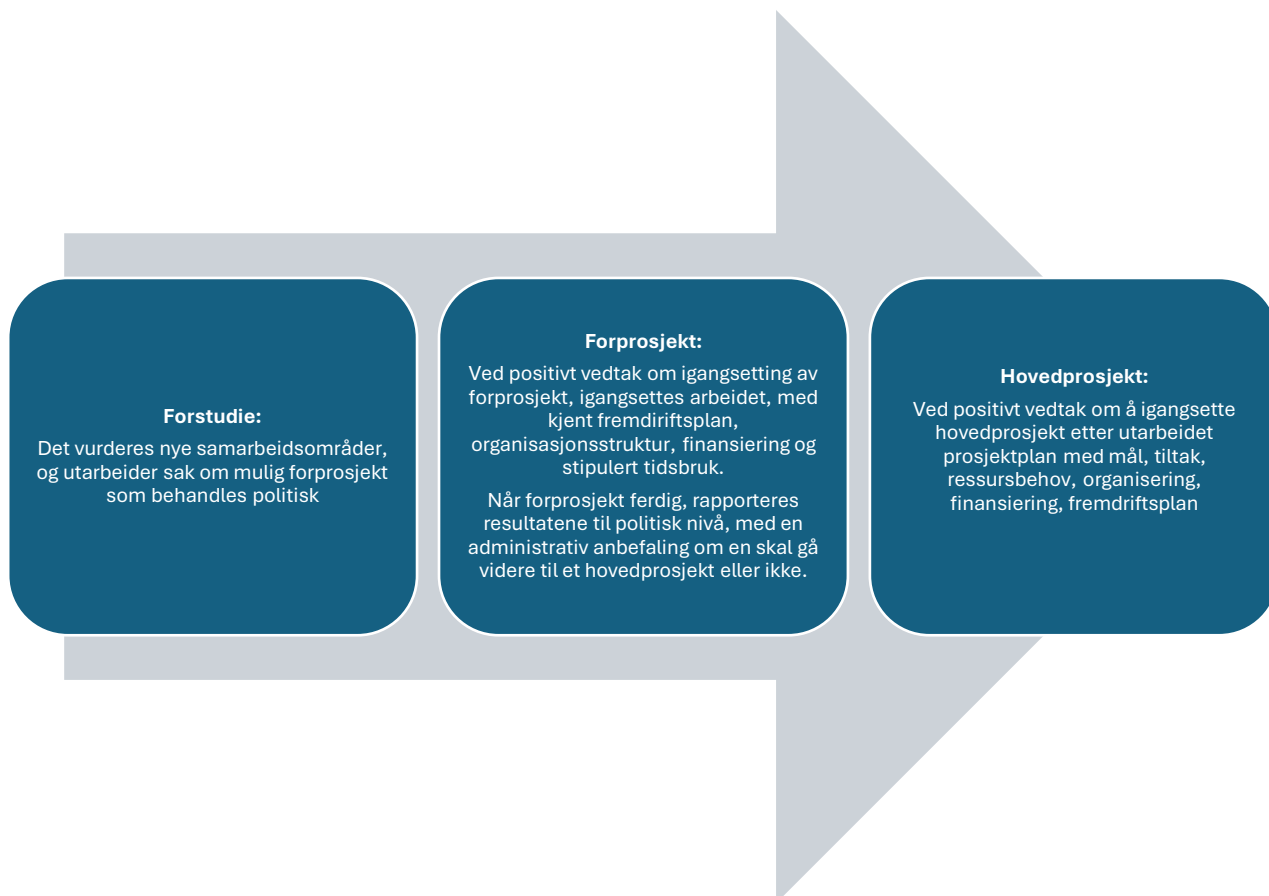 Forstudie:
Det vurderes nye samarbeidsområder,
og utarbeider sak om mulig forprosjekt
som behandles politisk
Forprosjekt:
Ved positivt vedtak om igangsetting av
forprosjekt, igangsettes arbeidet, med
kjent fremdiriftsplan,
organisasjonsstruktur, finansiering og
stipulert tidsbruk.
Når forprosjekt ferdig, rapporteres
resultatene til politisk nivå, med en
administrativ anbefaling om en skal gå
videre til et hovedprosjekt eller ikke.
Hovedprosjekt:
Ved positivt vedtak om å igangsette
hovedprosjekt etter utarbeidet
prosjektplan med mål, tiltak,
ressursbehov, organisering,
finansiering, fremdriftsplan